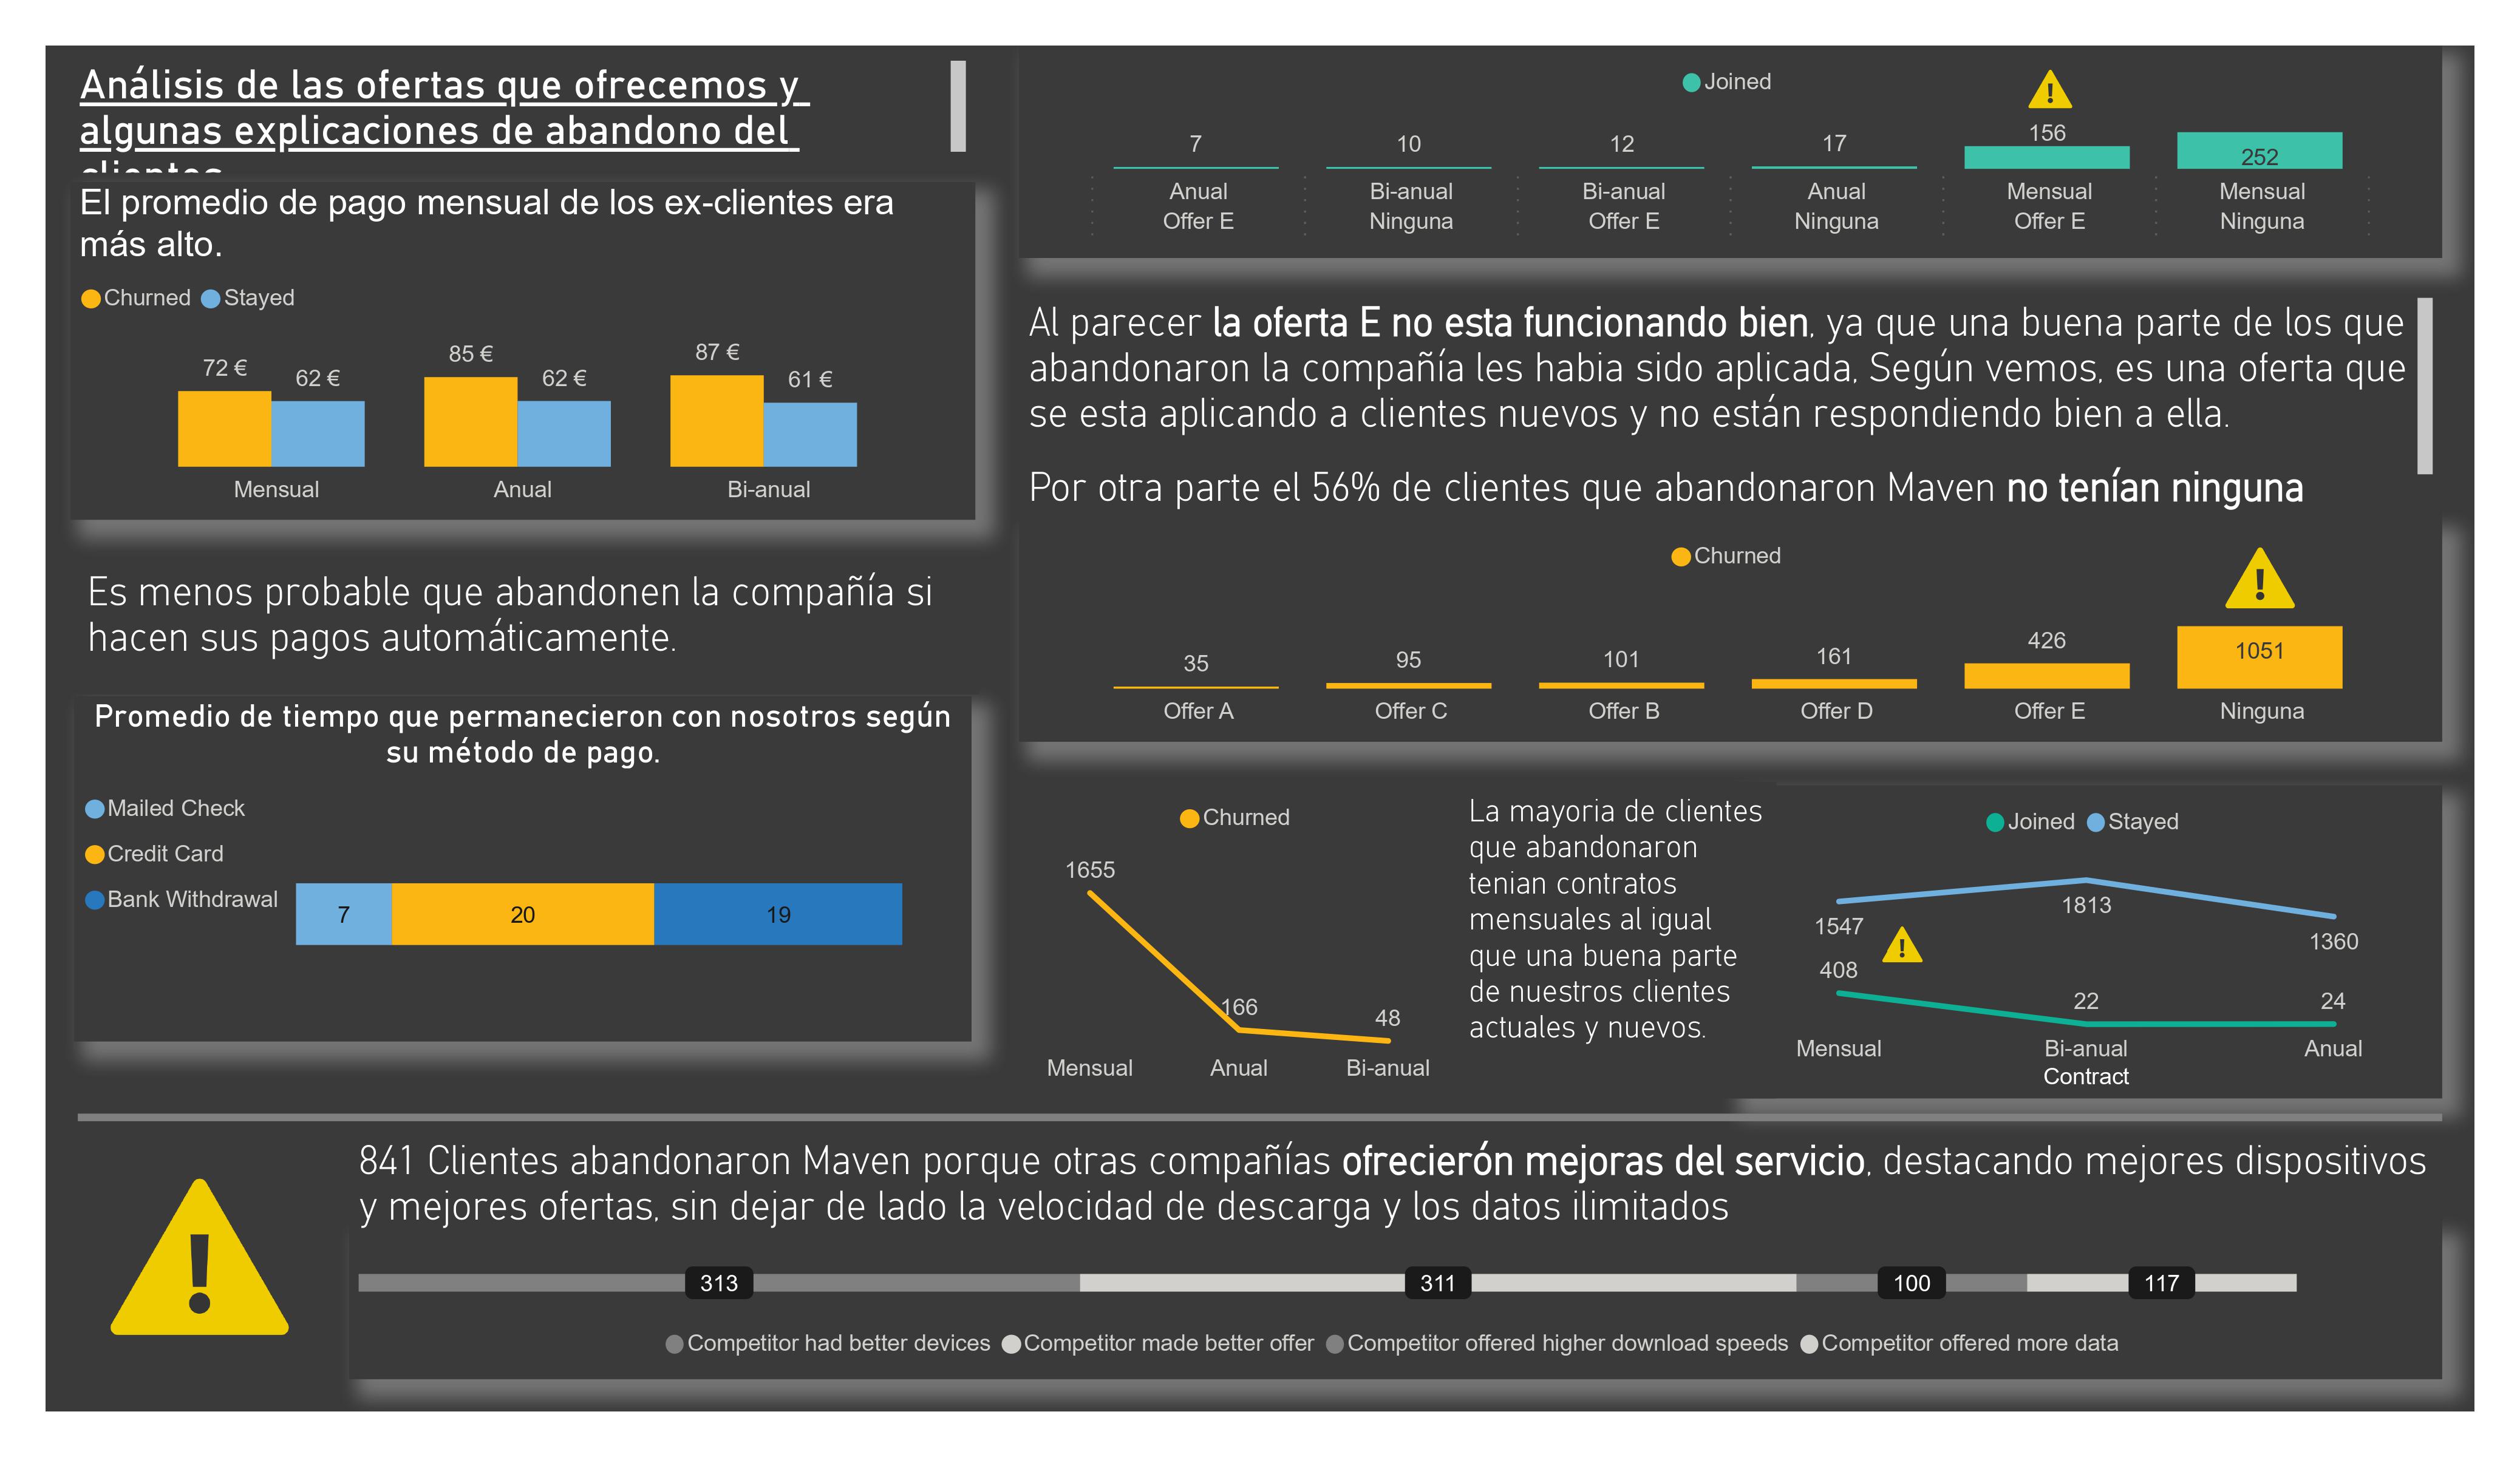 Análisis de las ofertas que ofrecemos y
algunas explicaciones de abandono del
El promedio de pago mensual de los ex-clientes era
más alto.
Churned Stayed
72 € 62 € 85 € 62 € 87 € 61 €
Mensual Anual Bi-anual
Es menos probable que abandonen la compañía si
hacen sus pagos automáticamente.
Promedio de tiempo que permanecieron con nosotros según
su método de pago.
Mailed Check
Credit Card
Bank Withdrawal
7 20 19
Joined
7 10 12 17 156 252
Anual Bi-anual Bi-anual Anual Mensual Mensual
Offer E Ninguna Offer E Ninguna Offer E Ninguna
Al parecer la oferta E no esta funcionando bien, ya que una buena parte de los que
abandonaron la compañía les habia sido aplicada, Según vemos, es una oferta que
se esta aplicando a clientes nuevos y no están respondiendo bien a ella.
Por otra parte el 56% de clientes que abandonaron Maven no tenían ninguna
Churned
35 95 101 161 426 1051
Offer A Offer C Offer B Offer D Offer E Ninguna
Churned
1655
166
48
Mensual Anual Bi-anual
La mayoria de clientes
que abandonaron
tenian contratos
mensuales al igual
que una buena parte
de nuestros clientes
actuales y nuevos.
Joined Stayed
1547 1813 1360
408 22 24
Mensual Bi-anual Anual
Contract
841 Clientes abandonaron Maven porque otras compañías ofrecierón mejoras del servicio, destacando mejores dispositivos
y mejores ofertas, sin dejar de lado la velocidad de descarga y los datos ilimitados
313 311 100 117
Competitor had better devices Competitor made better offer Competitor offered higher download speeds Competitor offered more data